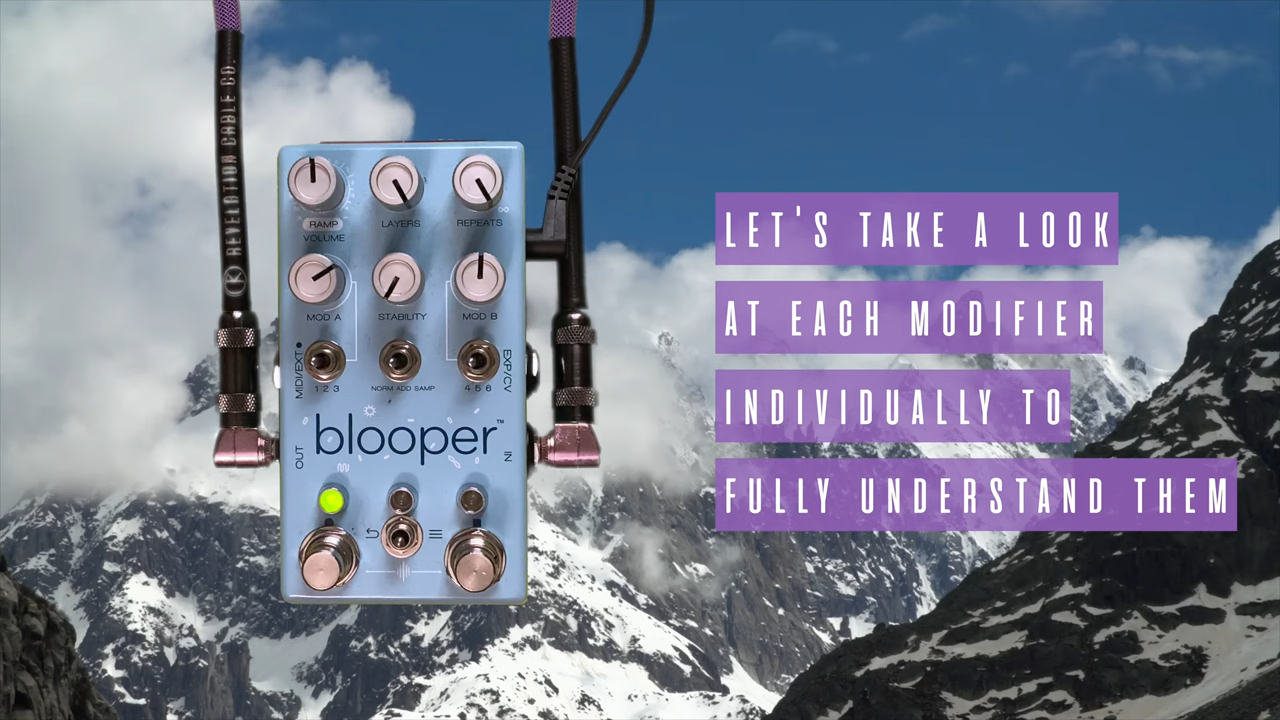 REVELATION CABLE CO.
RAMP
LAYERS
REPEATS
∞
VOLUME
MOD A
STABILITY
MOD B
MIDI/EXT
EXP/CV
1 2 3
NORM ADD SAMP
4 5 6
blooper™
OUT
IN
LET'S TAKE A LOOK
AT EACH MODIFIER
INDIVIDUALLY TO
FULLY UNDERSTAND THEM